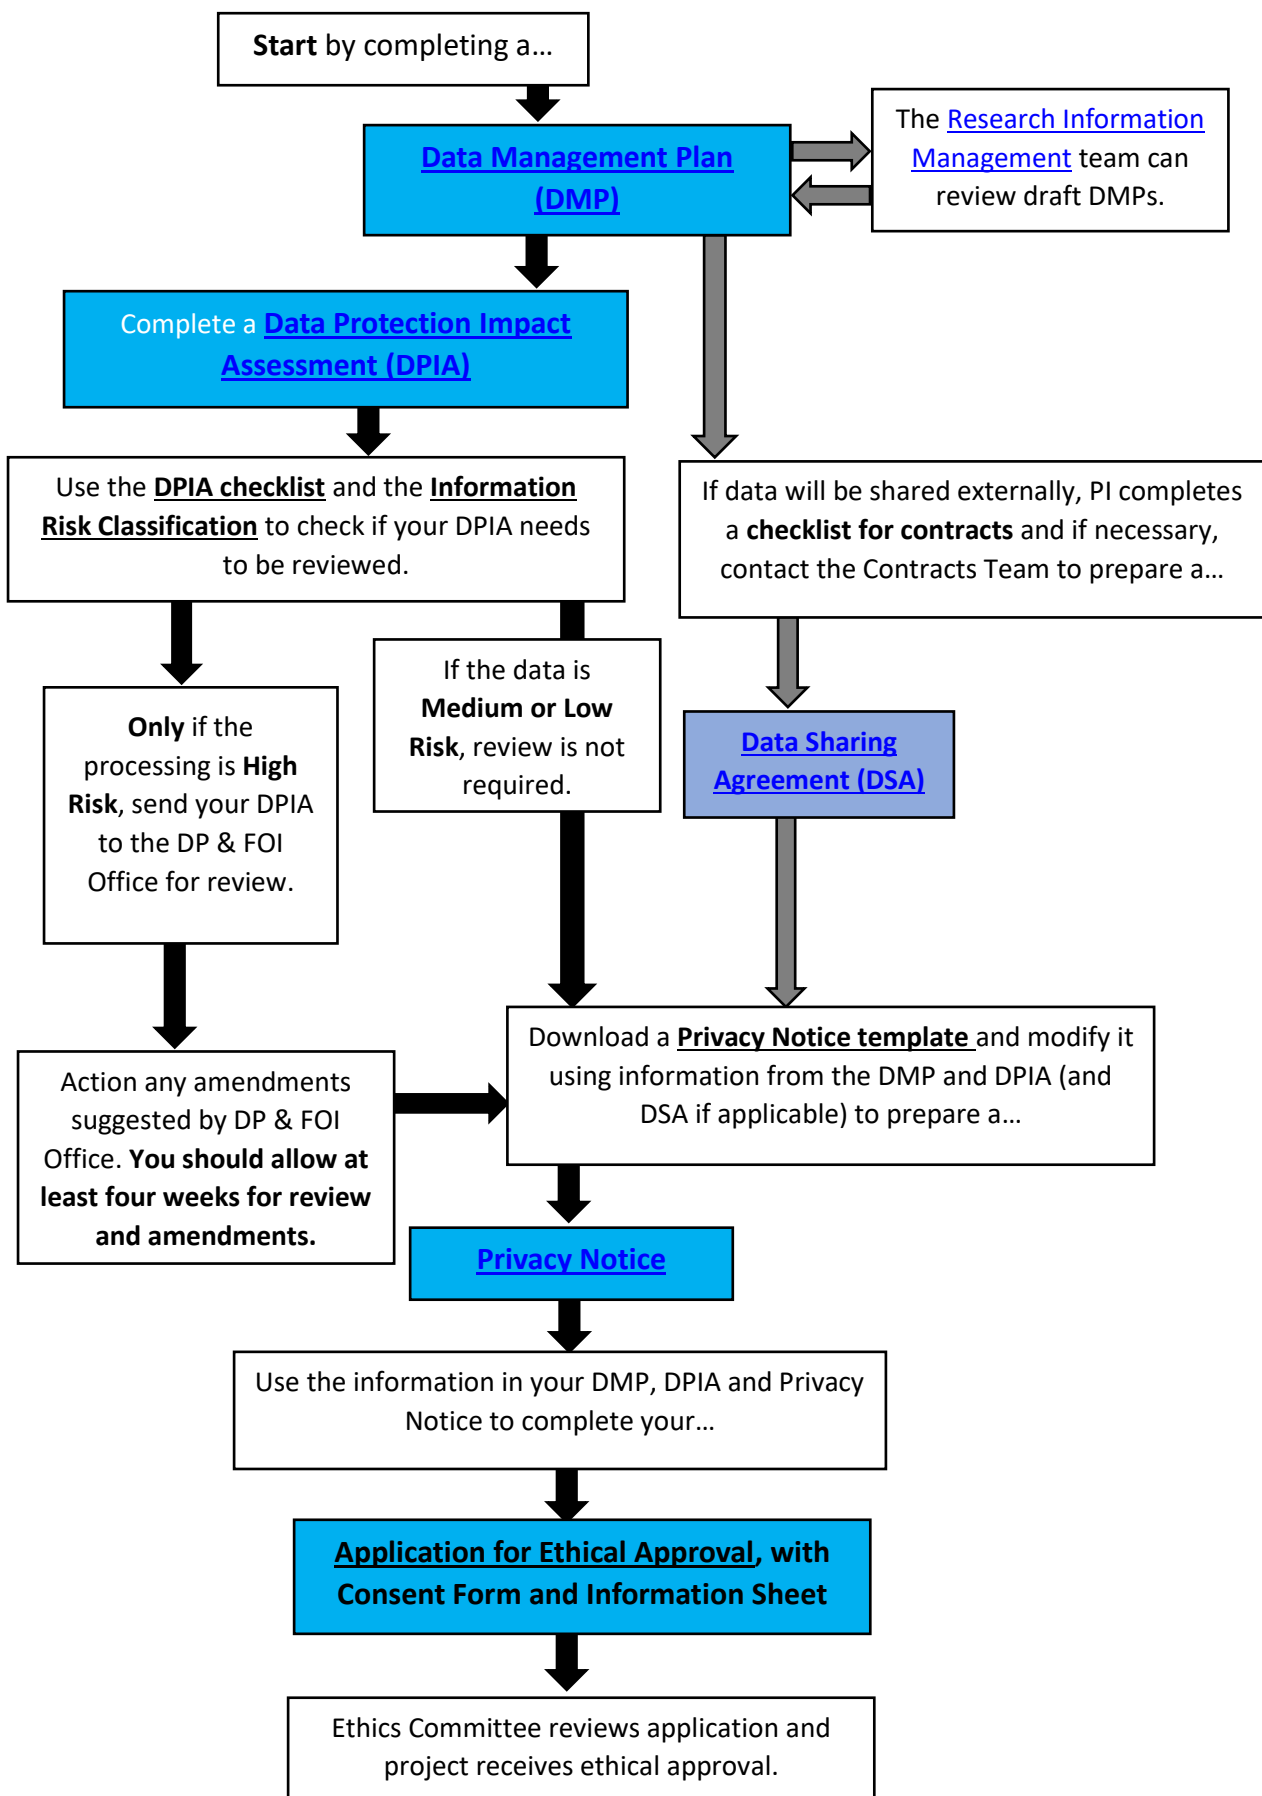 Start by completing a…
Data Management Plan
(DMP)
The Research Information
Management team can
review draft DMPs.
Complete a Data Protection Impact
Assessment (DPIA)
Use the DPIA checklist and the Information
Risk Classification to check if your DPIA needs
to be reviewed.
If data will be shared externally, PI completes
a checklist for contracts and if necessary,
contact the Contracts Team to prepare a…
Only if the
processing is High
Risk, send your DPIA
to the DP & FOI
Office for review.
If the data is
Medium or Low
Risk, review is not
required.
Data Sharing
Agreement (DSA)
Action any amendments
suggested by DP & FOI
Office. You should allow at
least four weeks for review
and amendments.
Download a Privacy Notice template and modify it
using information from the DMP and DPIA (and
DSA if applicable) to prepare a…
Privacy Notice
Use the information in your DMP, DPIA and Privacy
Notice to complete your…
Application for Ethical Approval, with
Consent Form and Information Sheet
Ethics Committee reviews application and
project receives ethical approval.